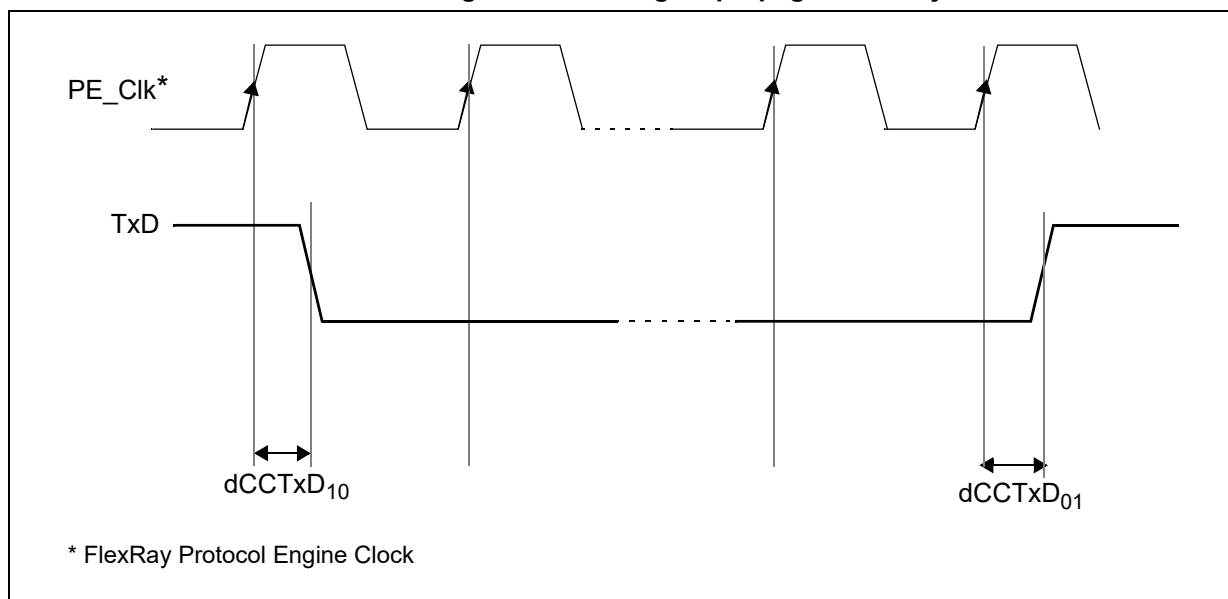 PE_Clk*
TxD
dCCTxD10
dCCTxD01
* FlexRay Protocol Engine Clock